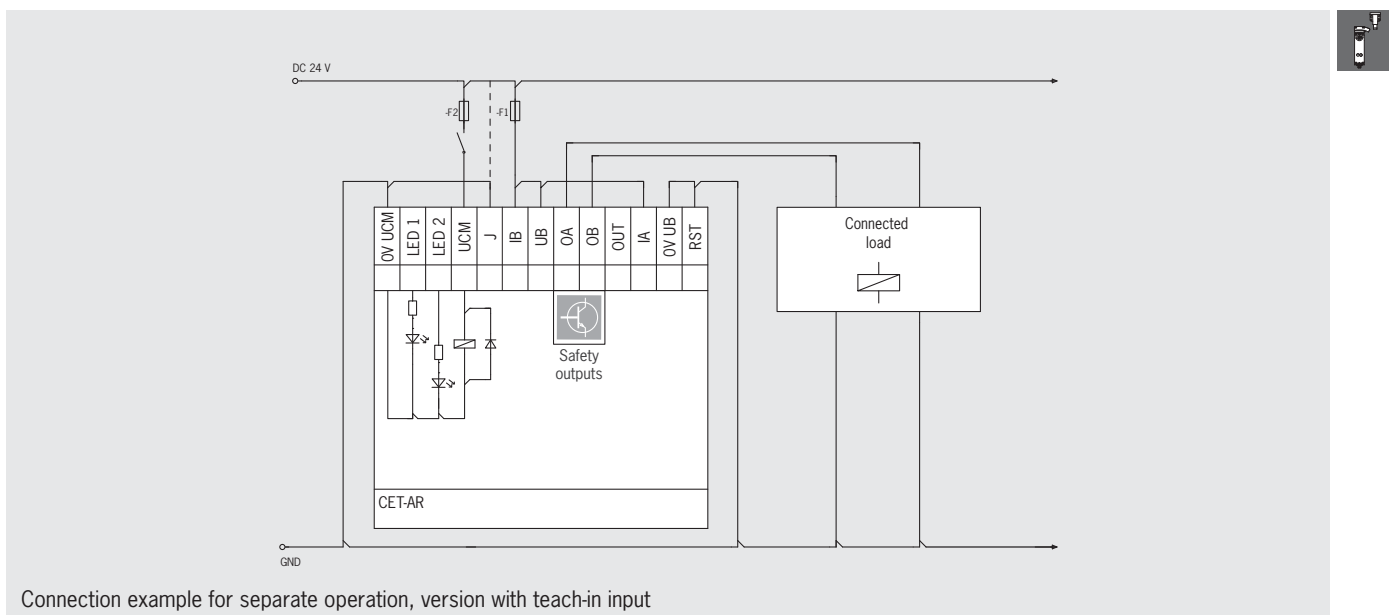 DC 24 V
-F2
-F1
0V UCM
LED 1
LED 2
UCM
J
IB
UB
OA
OB
OUT
IA
0V UB
RST
Connected
load
Safety
outputs
CET-AR
GND
Connection example for separate operation, version with teach-in input